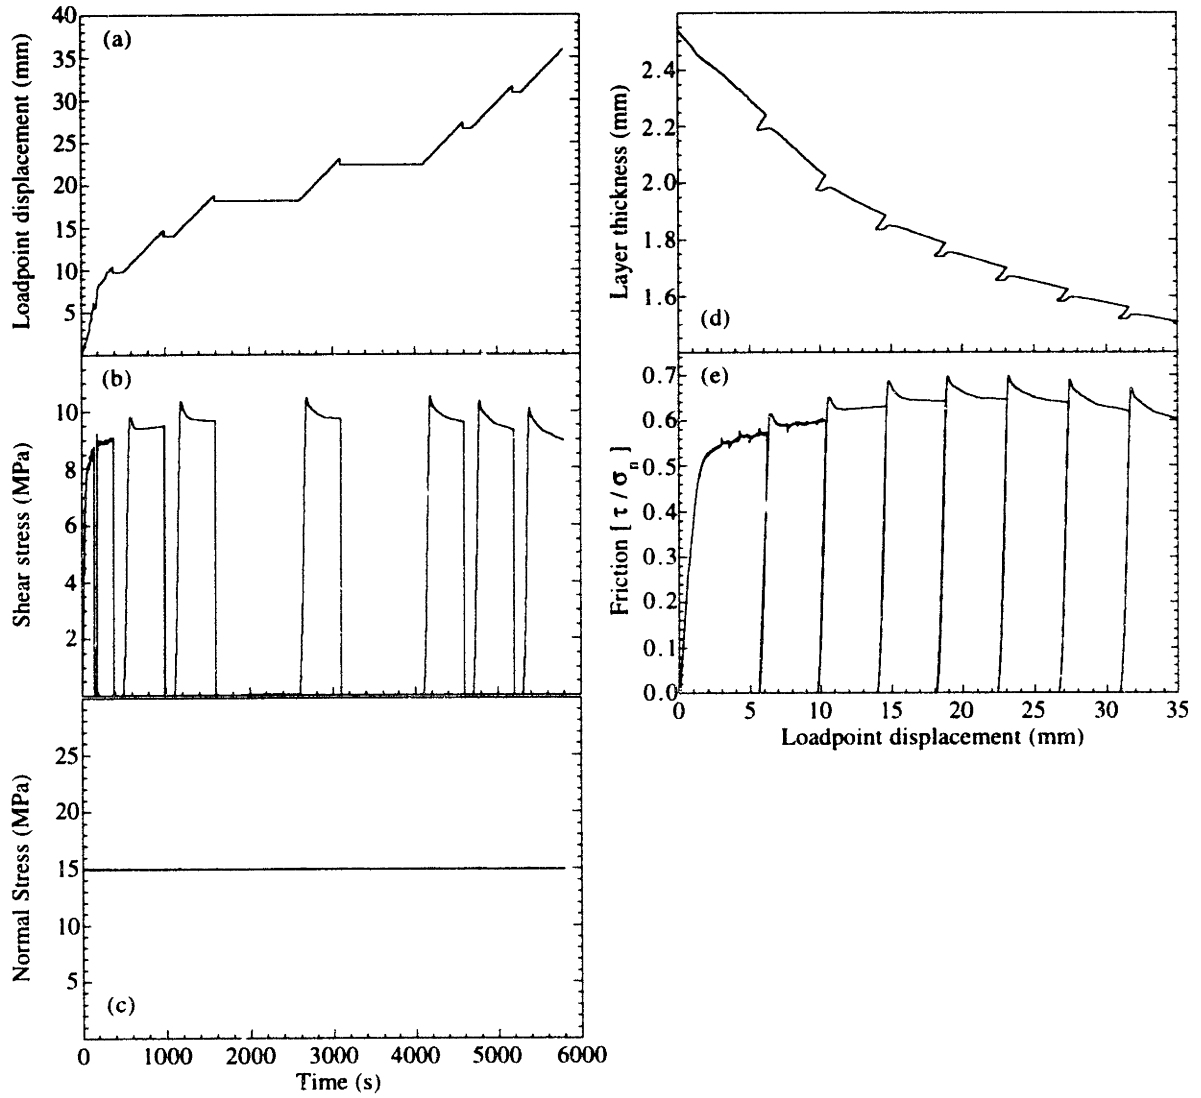 (a)
Loadpoint displacement (mm)
40
35
30
25
20
15
10
5
(b)
Shear stress (MPa)
10
8
6
4
2
(c)
Normal Stress (MPa)
25
20
15
10
5
0 1000 2000 3000 4000 5000 6000
Time (s)
(d)
Layer thickness (mm)
2.4
2.2
2.0
1.8
1.6
(e)
Friction [ τ / σn ]
0.7
0.6
0.5
0.4
0.3
0.2
0.1
0.0
0 5 10 15 20 25 30 35
Loadpoint displacement (mm)